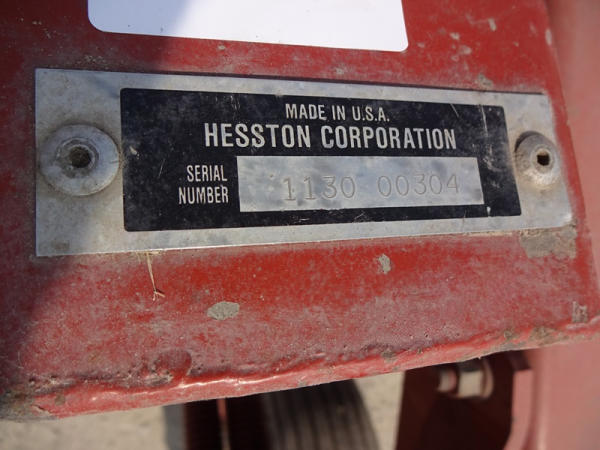 MADE IN U.S.A.
HESSTON CORPORATION
SERIAL
NUMBER
1130 00304